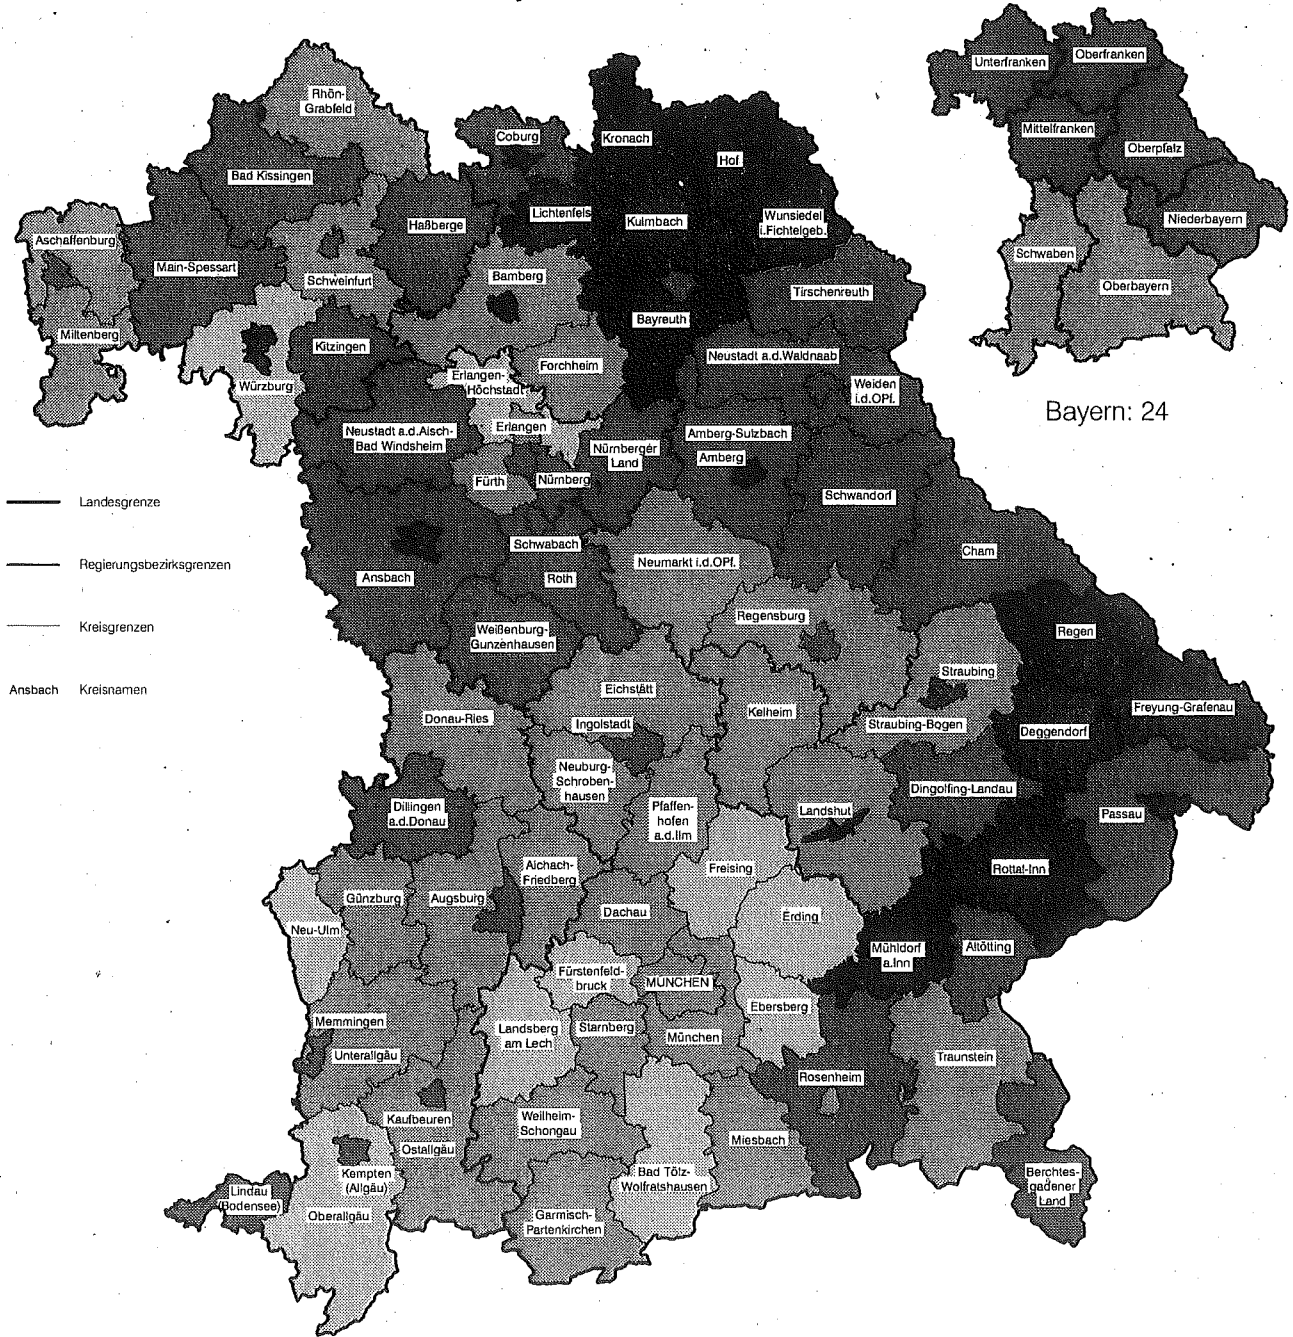 Unterfranken
Oberfranken
Mittelfranken
Oberpfalz
Niederbayern
Schwaben
Oberbayern
Bayern: 24
Rhön-
Grabfeld
Coburg
Kronach
Hof
Bad Kissingen
Lichtenfels
Kulmbach
Wunsiedel
i.Fichtelgeb.
Haßberge
Aschaffenburg
Main-Spessart
Schweinfurt
Bamberg
Tirschenreuth
Bayreuth
Miltenberg
Kitzingen
Neustadt a.d.Waldnaab
Würzburg
Erlangen-
Höchstadt
Forchheim
Weiden
i.d.OPf.
Neustadt a.d.Aisch-
Bad Windsheim
Erlangen
Nürnberger
Land
Amberg-Sulzbach
Amberg
Fürth
Nürnberg
Schwandorf
Landesgrenze
Regierungsbezirksgrenzen
Kreisgrenzen
Ansbach Kreisnamen
Schwabach
Cham
Neumarkt i.d.OPf.
Ansbach
Roth
Regensburg
Weißenburg-
Gunzenhausen
Regen
Straubing
Eichstätt
Freyung-Grafenau
Donau-Ries
Ingolstadt
Kelheim
Straubing-Bogen
Deggendorf
Neuburg-
Schroben-
hausen
Dingolfing-Landau
Dillingen
a.d.Donau
Pfaffen-
hofen
a.d.Ilm
Landshut
Passau
Aichach-
Friedberg
Freising
Rottal-Inn
Günzburg
Augsburg
Dachau
Erding
Neu-Ulm
Mühldorf
a.Inn
Altötting
Fürstenfeld-
bruck
MÜNCHEN
Ebersberg
Memmingen
Landsberg
am Lech
Starnberg
München
Unterallgäu
Traunstein
Rosenheim
Kaufbeuren
Weilheim-
Schongau
Ostallgäu
Miesbach
Kempten
(Allgäu)
Bad Tölz-
Wolfratshausen
Berchtes-
gadener
Land
Lindau
(Bodensee)
Oberallgäu
Garmisch-
Partenkirchen